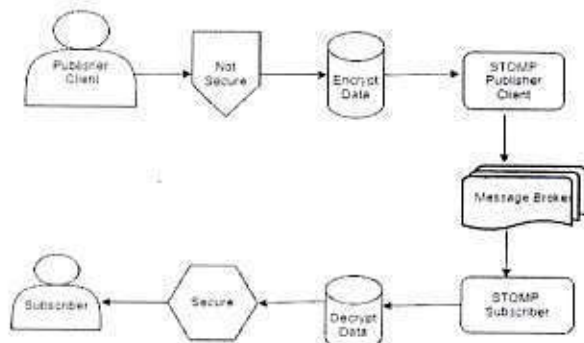 Publisher
Client
Not
Secure
Encrypt
Data
STOMP
Publisher
Client
Message Broker
Subscriber
Secure
Decrypt
Data
STOMP
Subscriber